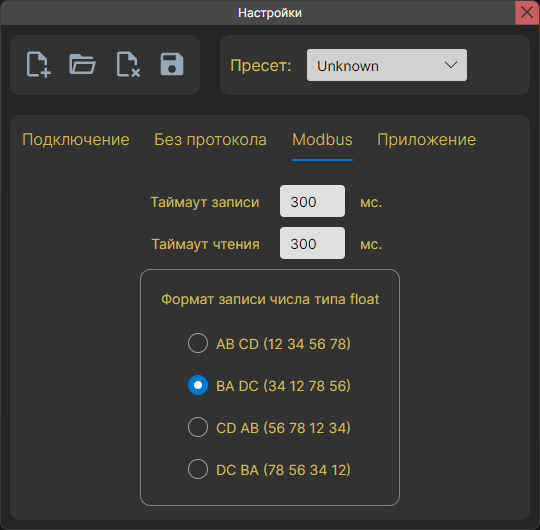 Настройки
Пресет: Unknown
Подключение Без протокола Modbus Приложение
Таймаут записи 300 мс.
Таймаут чтения 300 мс.
Формат записи числа типа float
AB CD (12 34 56 78)
BA DC (34 12 78 56)
CD AB (56 78 12 34)
DC BA (78 56 34 12)